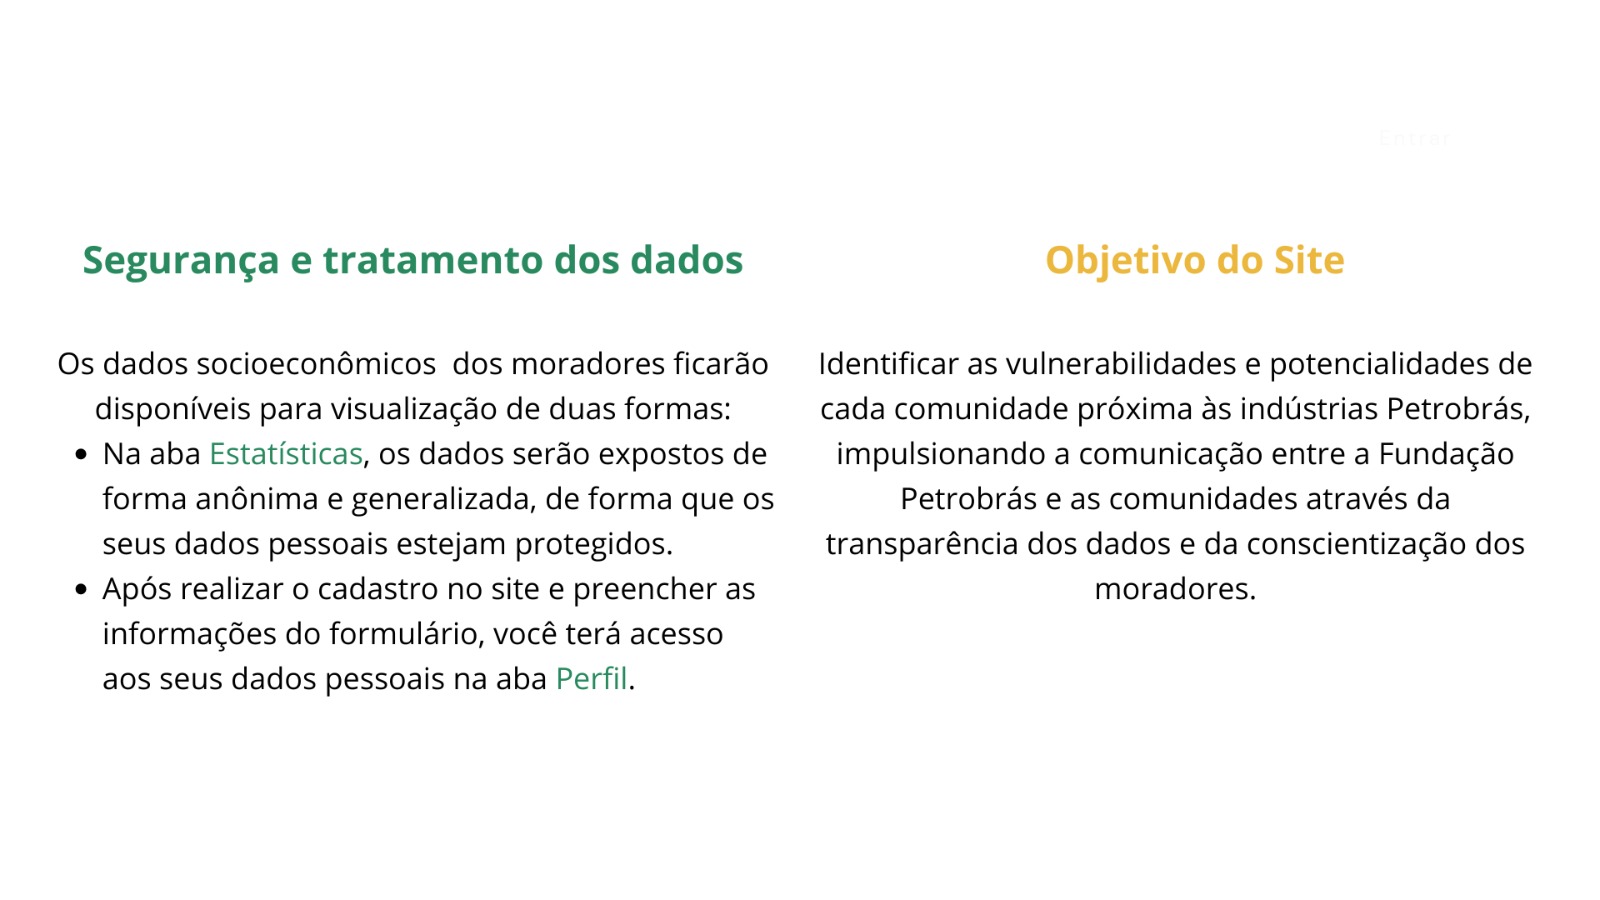 Entrar
Segurança e tratamento dos dados
Os dados socioeconômicos  dos moradores ficarão
disponíveis para visualização de duas formas:
• Na aba Estatísticas, os dados serão expostos de
forma anônima e generalizada, de forma que os
seus dados pessoais estejam protegidos.
• Após realizar o cadastro no site e preencher as
informações do formulário, você terá acesso
aos seus dados pessoais na aba Perfil.
Objetivo do Site
Identificar as vulnerabilidades e potencialidades de
cada comunidade próxima às indústrias Petrobrás,
impulsionando a comunicação entre a Fundação
Petrobrás e as comunidades através da
transparência dos dados e da conscientização dos
moradores.